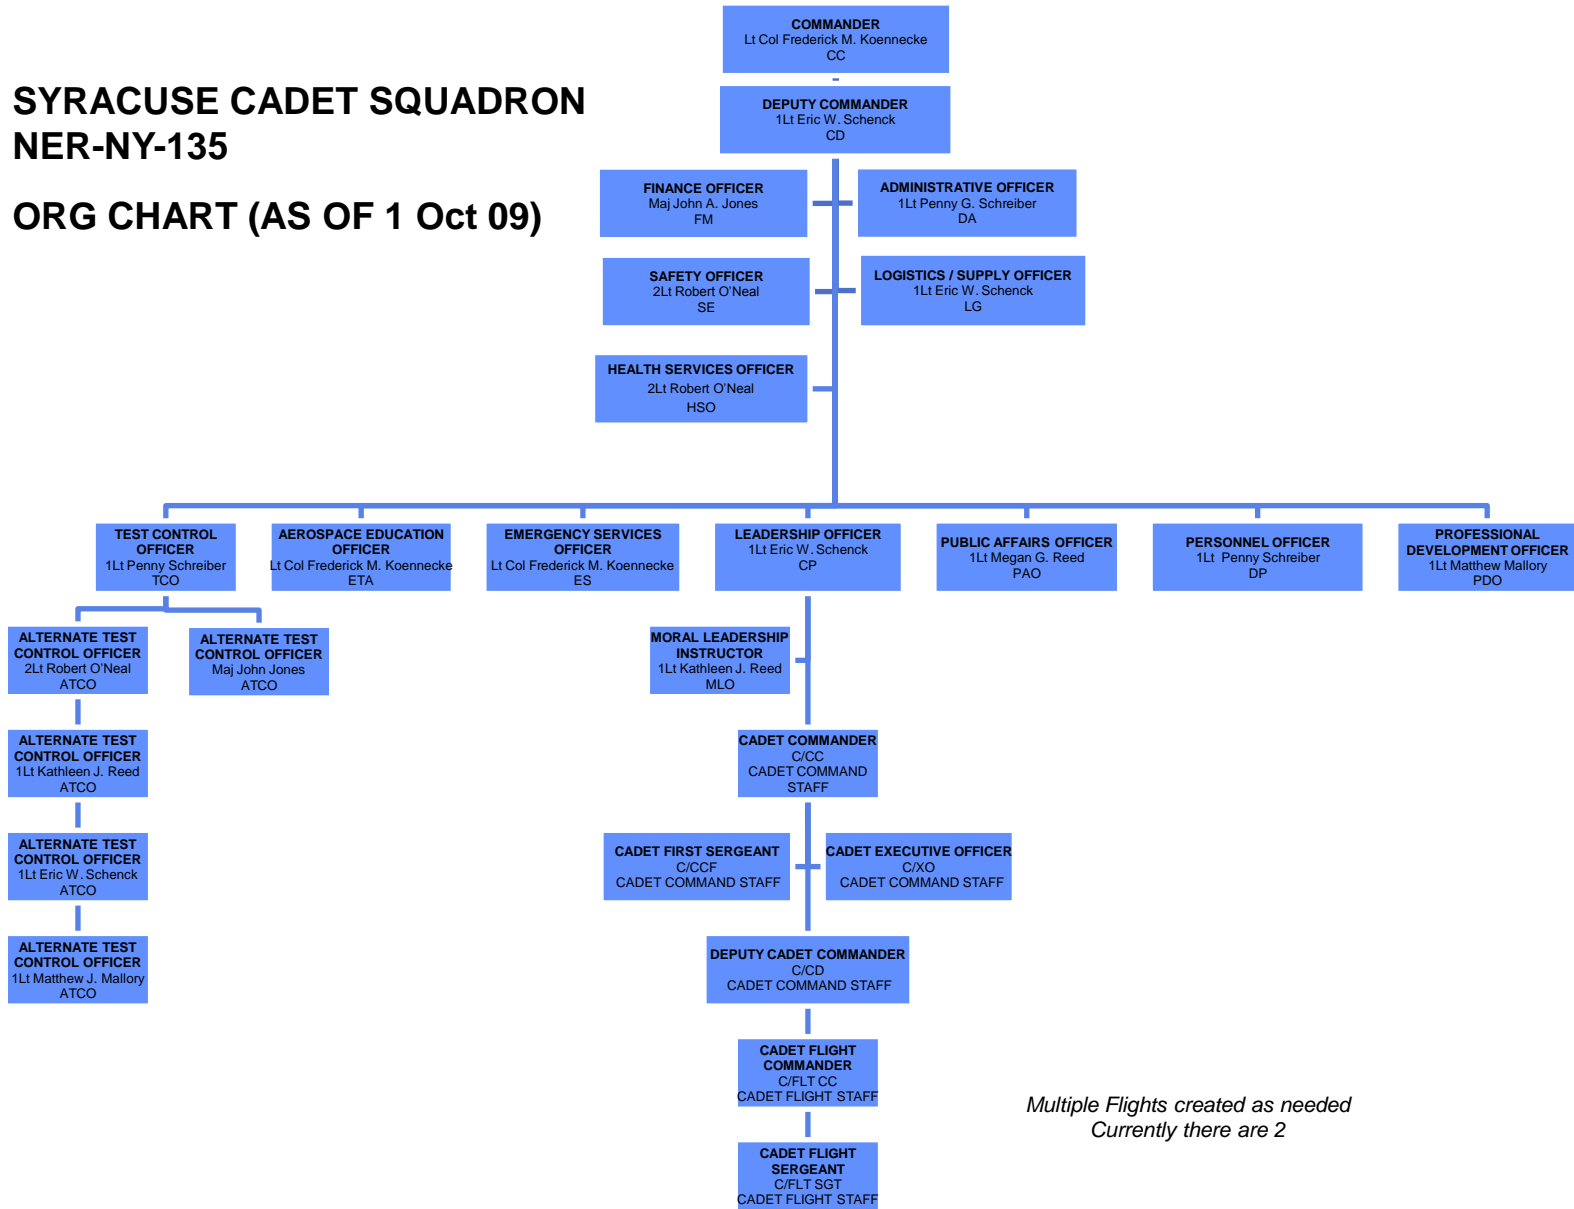 COMMANDER
Lt Col Frederick M. Koennecke
CC
SYRACUSE CADET SQUADRON
NER-NY-135
ORG CHART (AS OF 1 Oct 09)
DEPUTY COMMANDER
1Lt Eric W. Schenck
CD
FINANCE OFFICER
Maj John A. Jones
FM
ADMINISTRATIVE OFFICER
1Lt Penny G. Schreiber
DA
SAFETY OFFICER
2Lt Robert O'Neal
SE
LOGISTICS / SUPPLY OFFICER
1Lt Eric W. Schenck
LG
HEALTH SERVICES OFFICER
2Lt Robert O'Neal
HSO
TEST CONTROL
OFFICER
1Lt Penny Schreiber
TCO
AEROSPACE EDUCATION
OFFICER
Lt Col Frederick M. Koennecke
ETA
EMERGENCY SERVICES
OFFICER
Lt Col Frederick M. Koennecke
ES
LEADERSHIP OFFICER
1Lt Eric W. Schenck
CP
PUBLIC AFFAIRS OFFICER
1Lt Megan G. Reed
PAO
PERSONNEL OFFICER
1Lt Penny Schreiber
DP
PROFESSIONAL
DEVELOPMENT OFFICER
1Lt Matthew Mallory
PDO
ALTERNATE TEST
CONTROL OFFICER
2Lt Robert O'Neal
ATCO
ALTERNATE TEST
CONTROL OFFICER
Maj John Jones
ATCO
MORAL LEADERSHIP
INSTRUCTOR
1Lt Kathleen J. Reed
MLO
ALTERNATE TEST
CONTROL OFFICER
1Lt Kathleen J. Reed
ATCO
CADET COMMANDER
C/CC
CADET COMMAND
STAFF
ALTERNATE TEST
CONTROL OFFICER
1Lt Eric W. Schenck
ATCO
CADET FIRST SERGEANT
C/CCF
CADET COMMAND STAFF
CADET EXECUTIVE OFFICER
C/XO
CADET COMMAND STAFF
ALTERNATE TEST
CONTROL OFFICER
1Lt Matthew J. Mallory
ATCO
DEPUTY CADET COMMANDER
C/CD
CADET COMMAND STAFF
CADET FLIGHT
COMMANDER
C/FLT CC
CADET FLIGHT STAFF
Multiple Flights created as needed
Currently there are 2
CADET FLIGHT
SERGEANT
C/FLT SGT
CADET FLIGHT STAFF